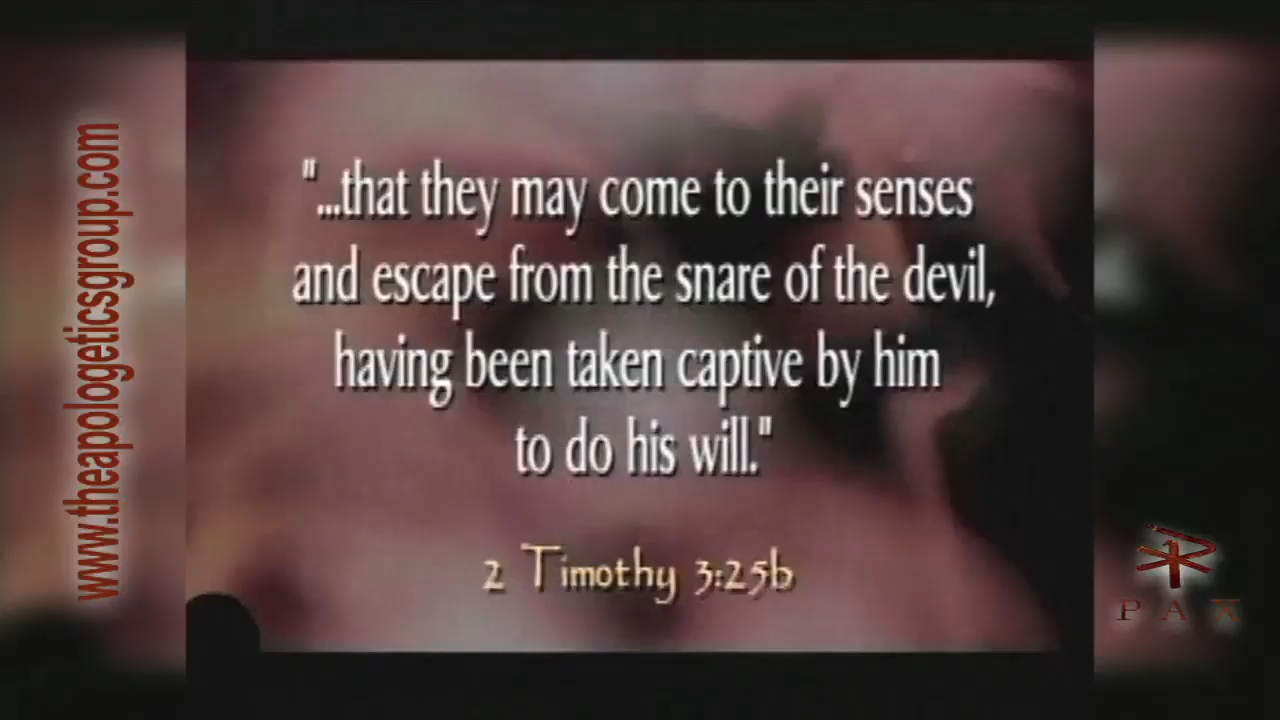 www.theapologeticsgroup.com
"...that they may come to their senses
and escape from the snare of the devil,
having been taken captive by him
to do his will."
2 Timothy 3:25b
PAX